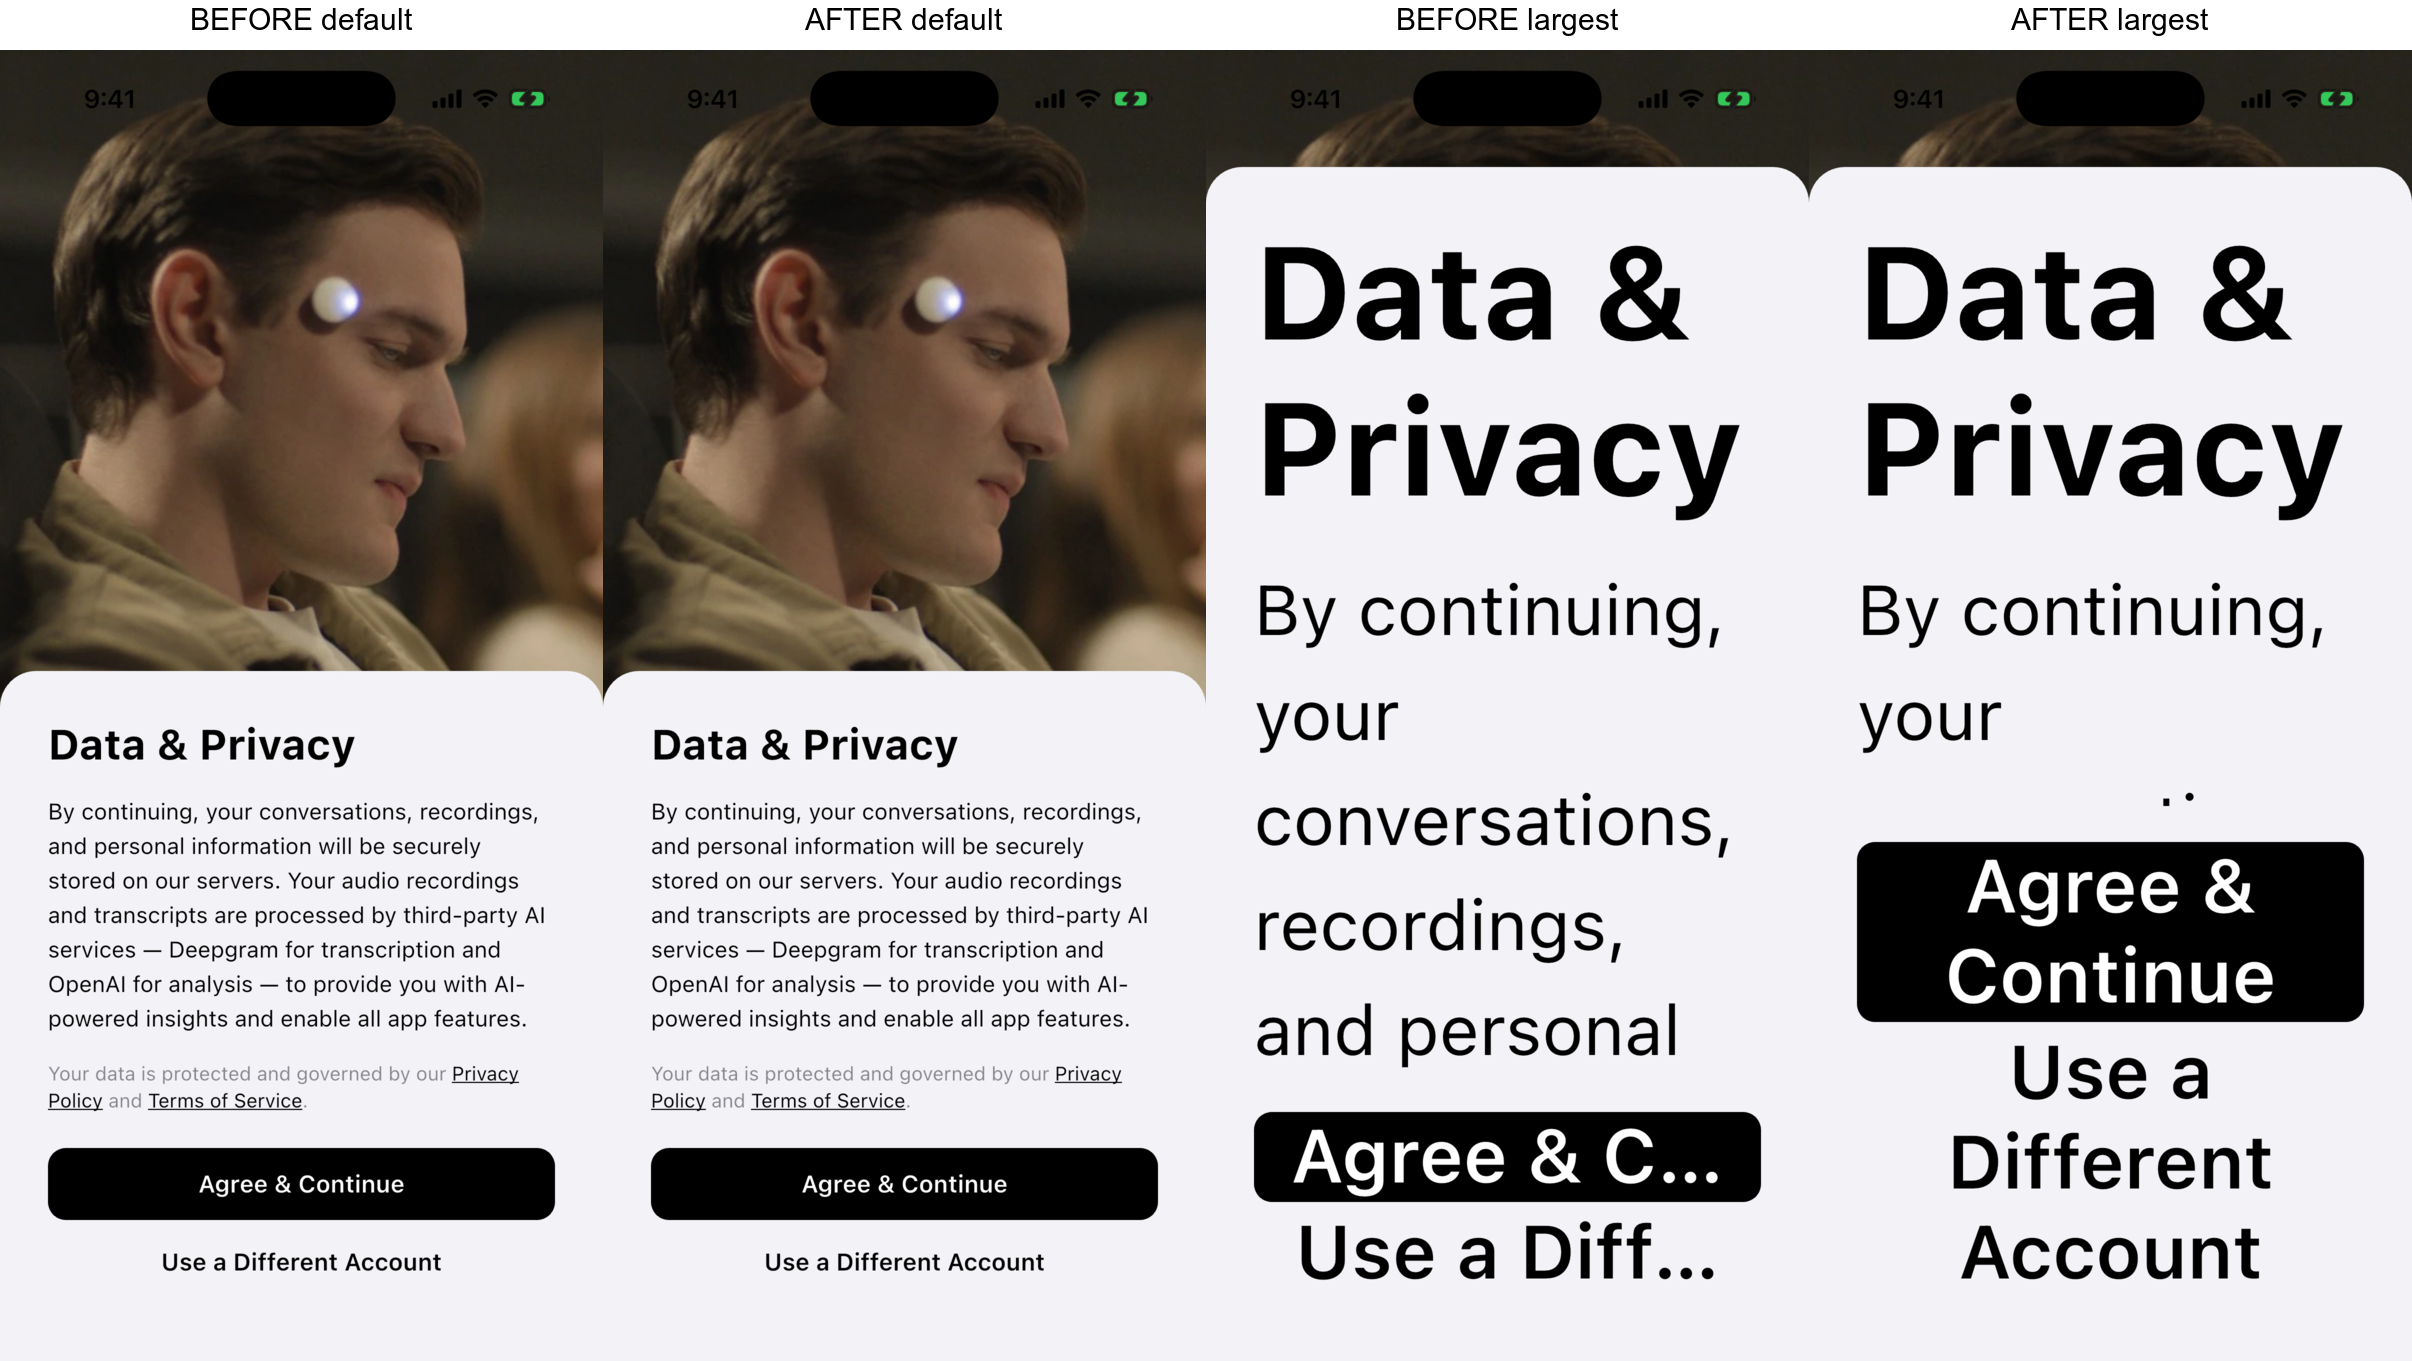 BEFORE default
9:41
Data & Privacy
By continuing, your conversations, recordings,
and personal information will be securely
stored on our servers. Your audio recordings
and transcripts are processed by third-party AI
services — Deepgram for transcription and
OpenAI for analysis — to provide you with AI-
powered insights and enable all app features.
Your data is protected and governed by our Privacy
Policy and Terms of Service.
Agree & Continue
Use a Different Account
AFTER default
9:41
Data & Privacy
By continuing, your conversations, recordings,
and personal information will be securely
stored on our servers. Your audio recordings
and transcripts are processed by third-party AI
services — Deepgram for transcription and
OpenAI for analysis — to provide you with AI-
powered insights and enable all app features.
Your data is protected and governed by our Privacy
Policy and Terms of Service.
Agree & Continue
Use a Different Account
BEFORE largest
9:41
Data &
Privacy
By continuing,
your
conversations,
recordings,
and personal
Agree & C...
Use a Diff...
AFTER largest
9:41
Data &
Privacy
By continuing,
your
Agree &
Continue
Use a
Different
Account